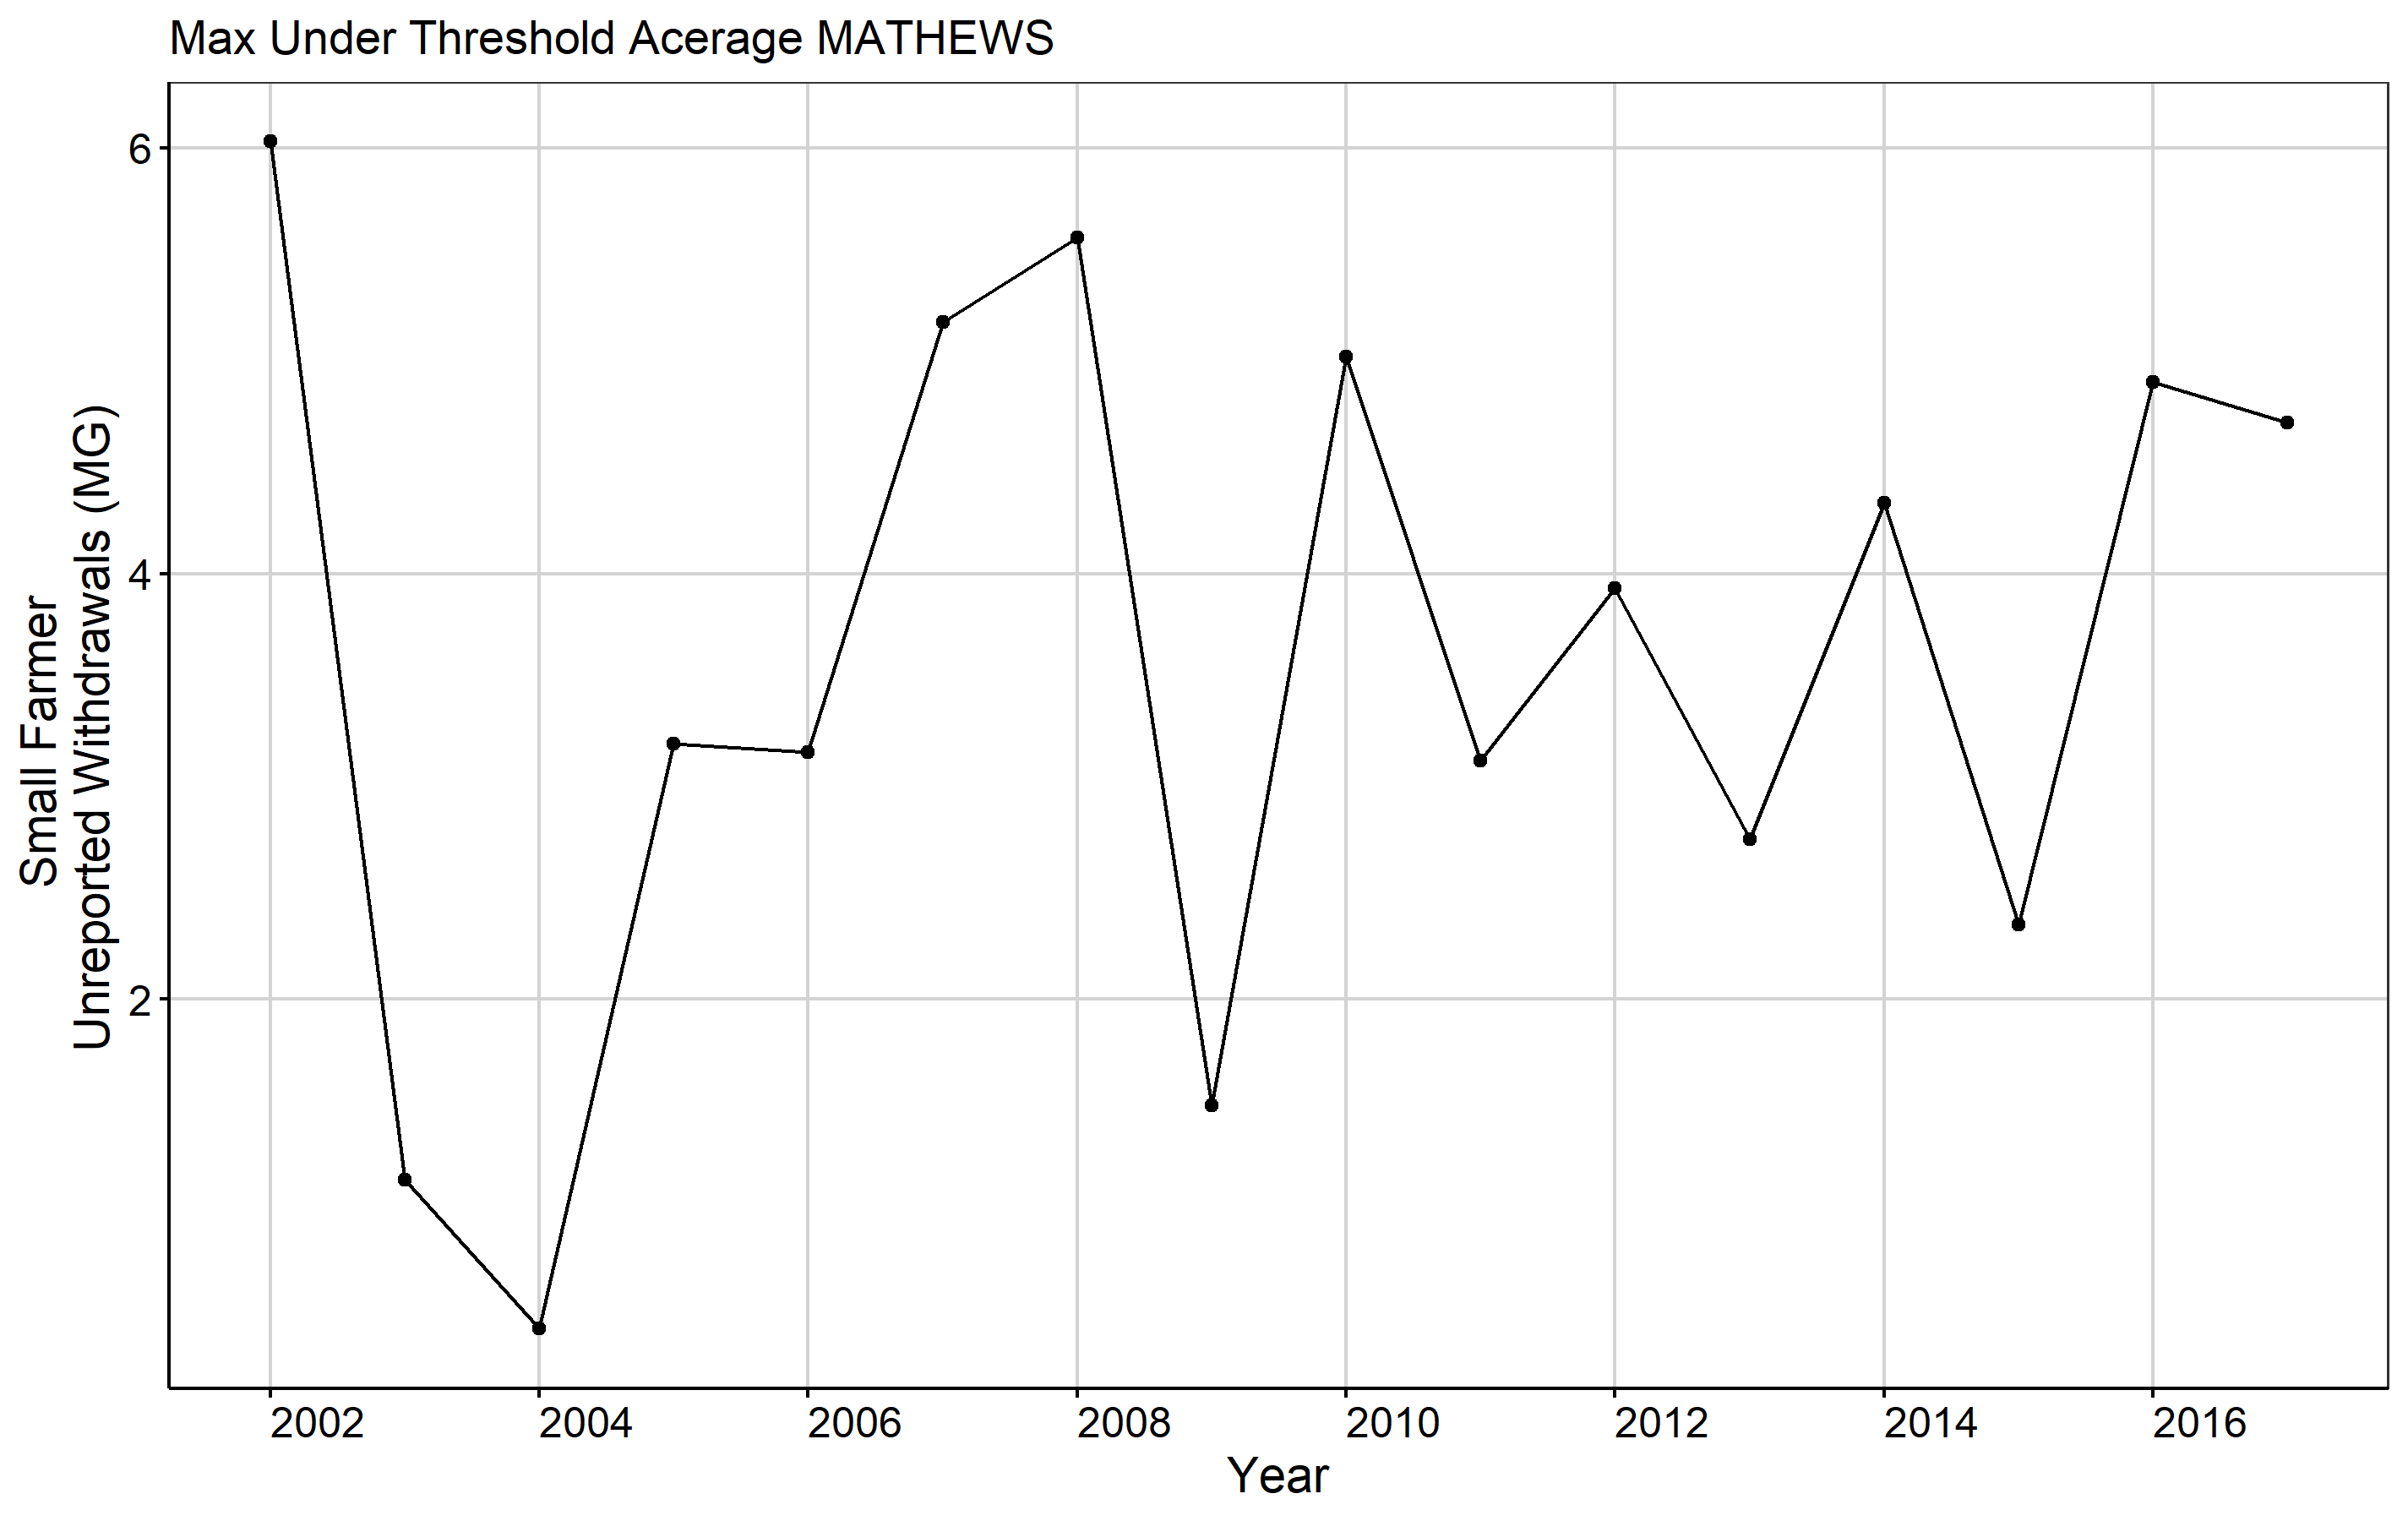 Max Under Threshold Acerage MATHEWS
Small Farmer
Unreported Withdrawals (MG)
6
4
2
2002 2004 2006 2008 2010 2012 2014 2016
Year